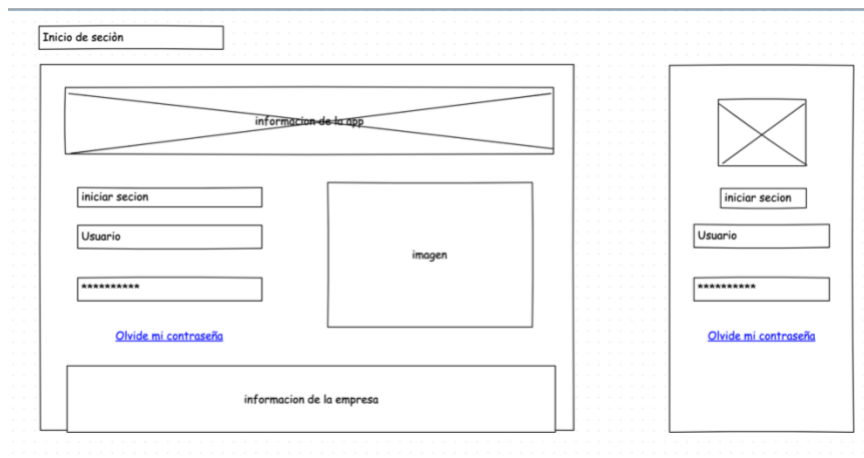 Inicio de seciòn
informacion de la app
iniciar secion
Usuario
**********
Olvide mi contraseña
imagen
informacion de la empresa
iniciar secion
Usuario
**********
Olvide mi contraseña